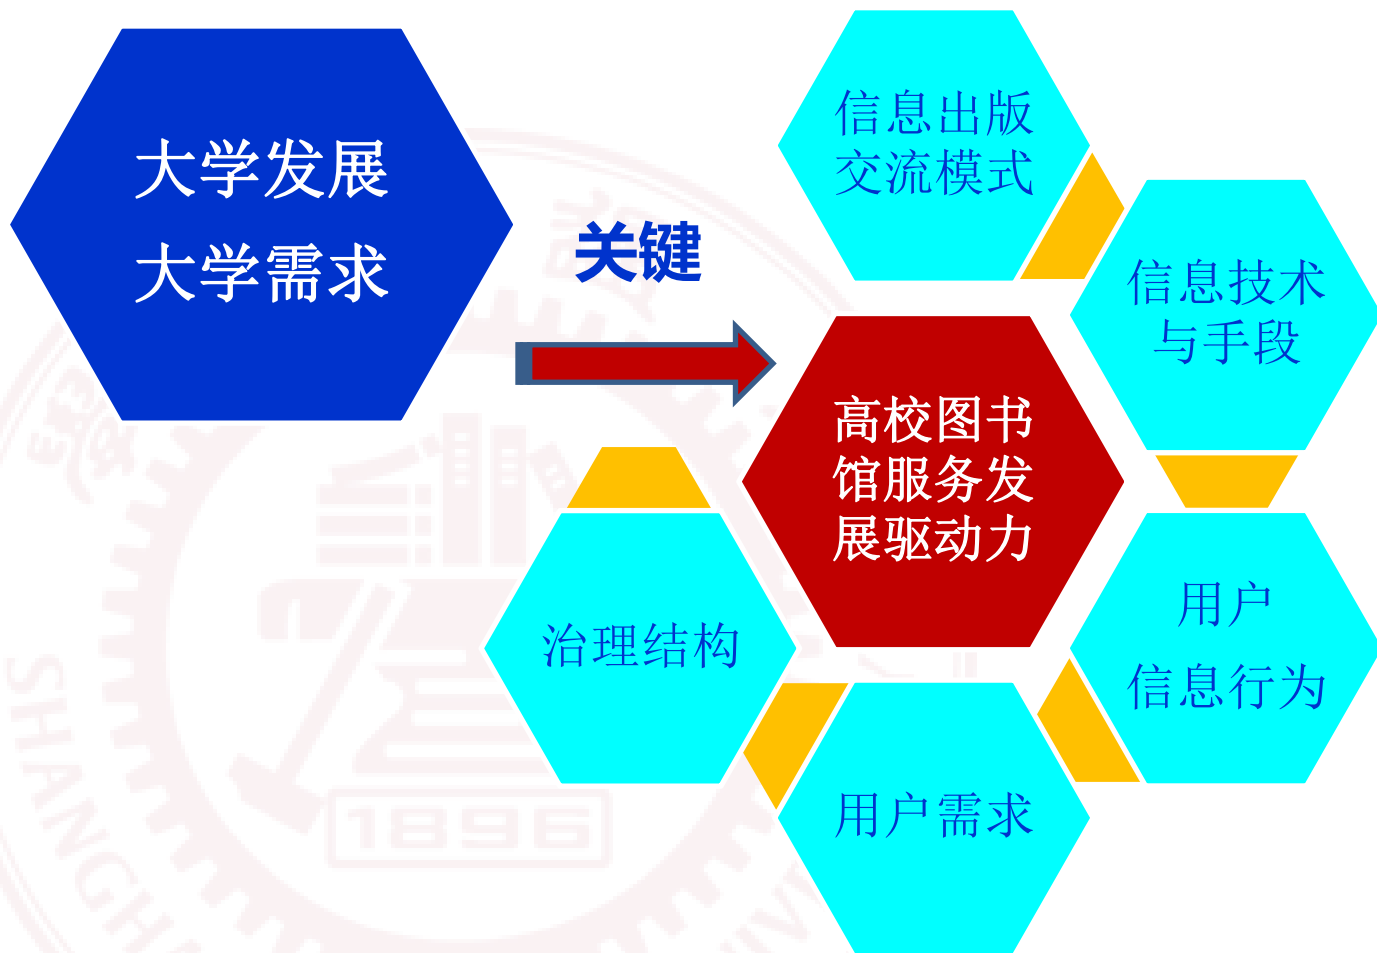 大学发展
大学需求
关键
信息出版
交流模式
信息技术
与手段
高校图书
馆服务发
展驱动力
用户
信息行为
治理结构
用户需求
1896
SHANGHA